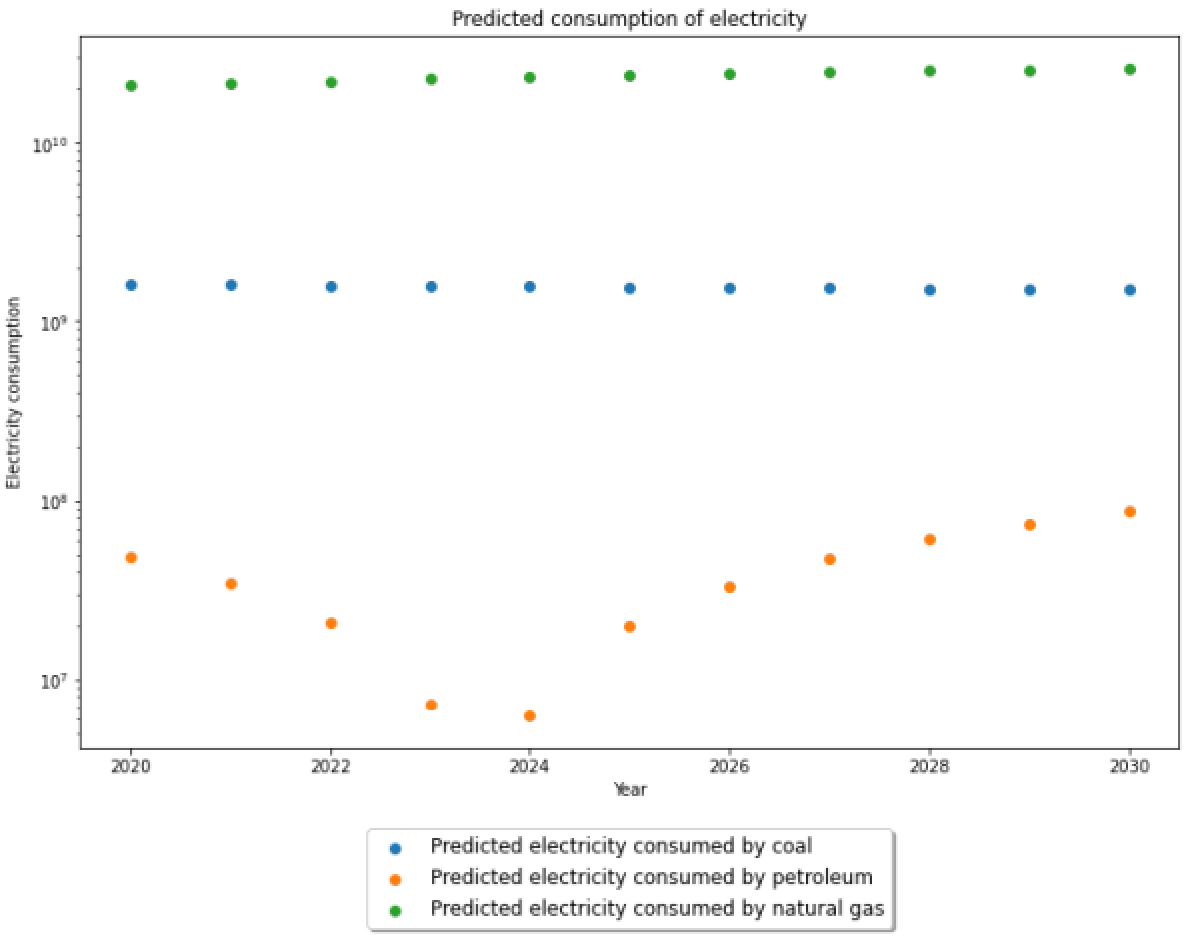 Predicted consumption of electricity
Electricity consumption
10¹⁰
10⁹
10⁸
10⁷
2020 2022 2024 2026 2028 2030
Year
Predicted electricity consumed by coal
Predicted electricity consumed by petroleum
Predicted electricity consumed by natural gas